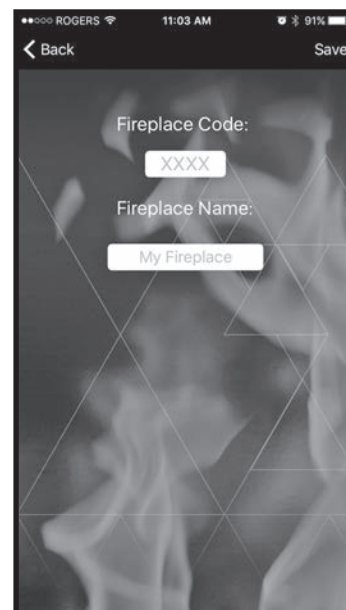 ROGERS 11:03 AM 91%
Back Save
Fireplace Code:
XXXX
Fireplace Name:
My Fireplace